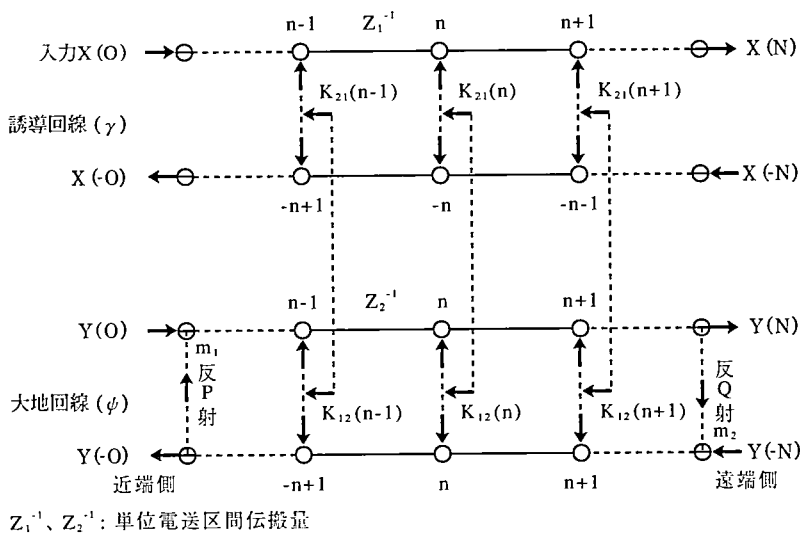 n-1 Z₁⁻¹ n n+1
入力X(O) X(N)
K₂₁(n-1) K₂₁(n) K₂₁(n+1)
誘導回線(γ)
X(-O) X(-N)
-n+1 -n -n-1
n-1 Z₂⁻¹ n n+1
Y(O) Y(N)
m₁
反P射
反Q射
m₂
大地回線(ψ)
K₁₂(n-1) K₁₂(n) K₁₂(n+1)
Y(-O) Y(-N)
近端側 -n+1 n n+1 遠端側
Z₁⁻¹、Z₂⁻¹: 単位電送区間伝搬量